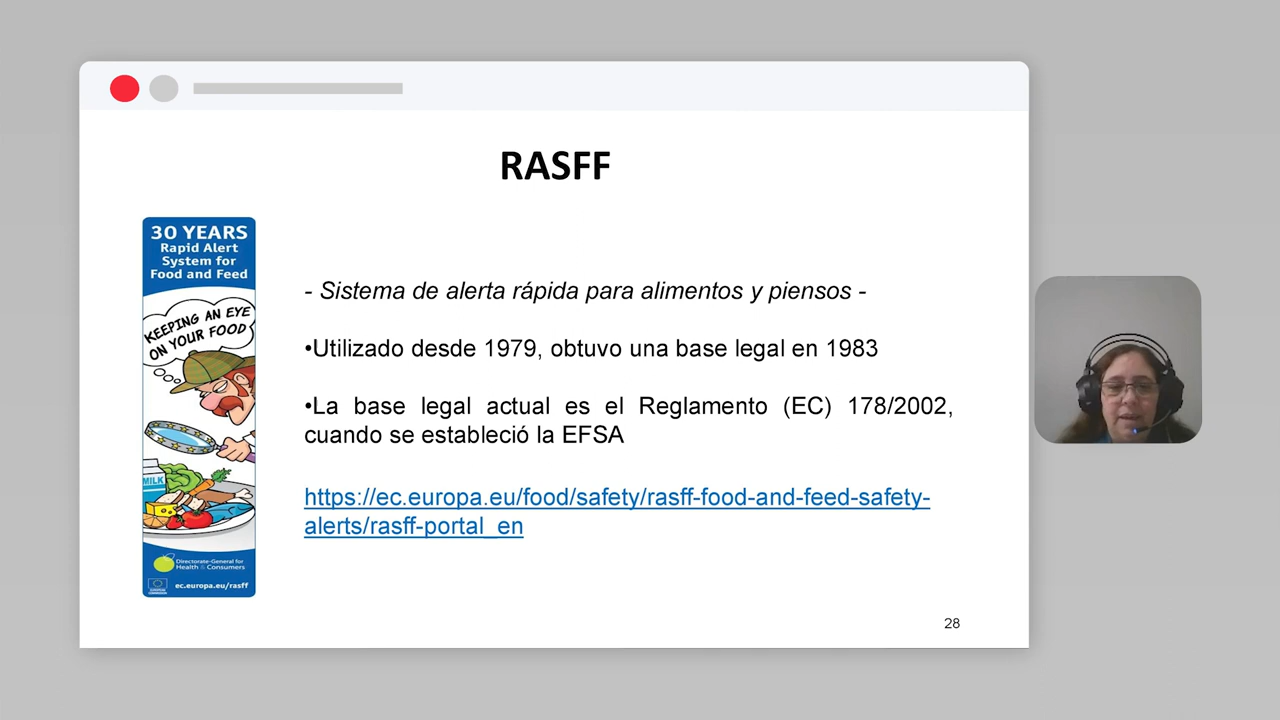 RASFF
30 YEARS
Rapid Alert
System for
Food and Feed
KEEPING AN EYE
ON YOUR FOOD
MILK
Directorate-General for
Health & Consumers
EUROPEAN
COMMISSION
ec.europa.eu/rasff
- Sistema de alerta rápida para alimentos y piensos -
•Utilizado desde 1979, obtuvo una base legal en 1983
•La base legal actual es el Reglamento (EC) 178/2002,
cuando se estableció la EFSA
https://ec.europa.eu/food/safety/rasff-food-and-feed-safety-
alerts/rasff-portal_en
28